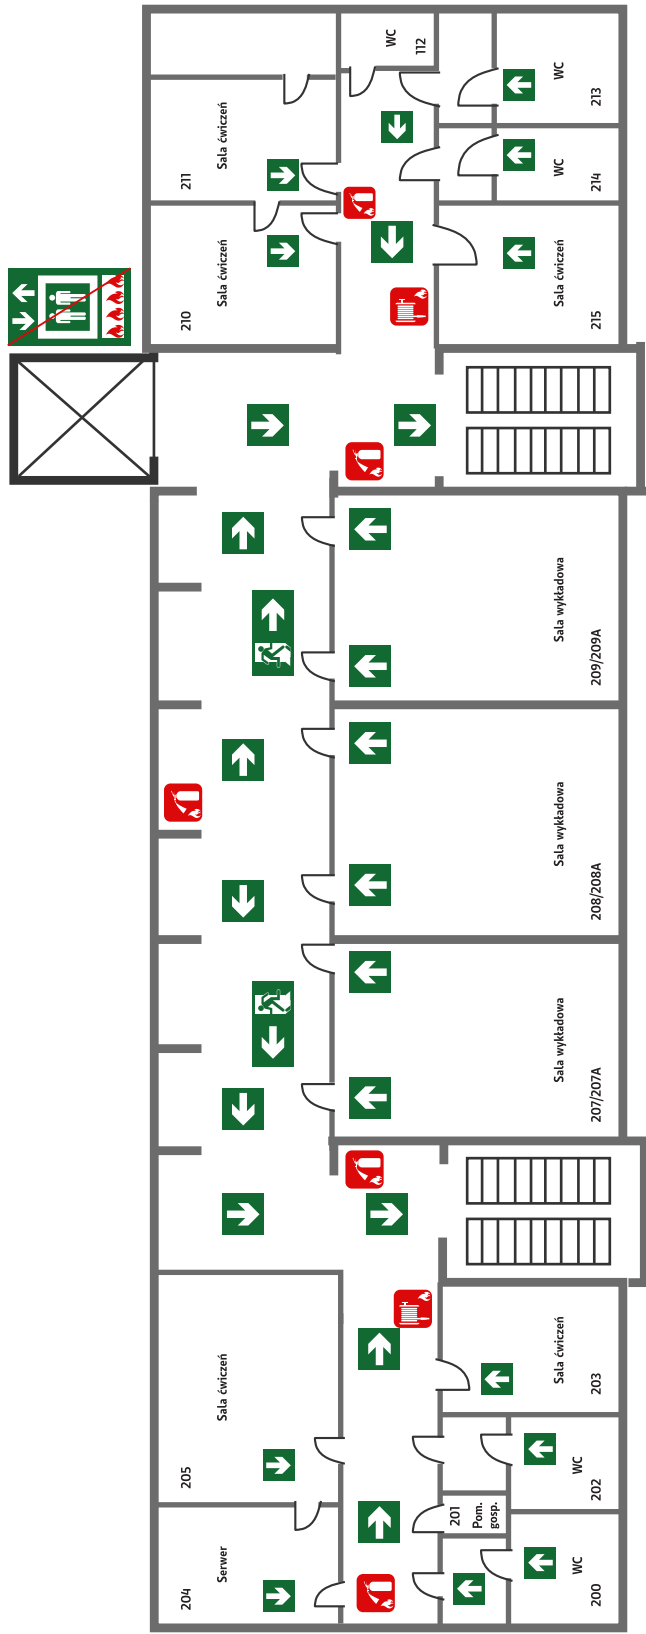 WC
112
WC
213
Sala ćwiczeń
211
WC
214
Sala ćwiczeń
210
Sala ćwiczeń
215
Sala wykładowa
209/209A
Sala wykładowa
208/208A
Sala wykładowa
207/207A
Sala ćwiczeń
205
Sala ćwiczeń
203
WC
202
201
Pom.
gosp.
Serwer
204
WC
200